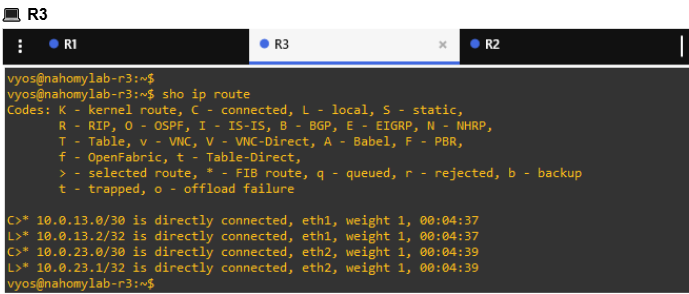 R3
R1
R3
R2
vyos@nahomylab-r3:~$
vyos@nahomylab-r3:~$ sho ip route
Codes: K - kernel route, C - connected, L - local, S - static,
       R - RIP, O - OSPF, I - IS-IS, B - BGP, E - EIGRP, N - NHRP,
       T - Table, v - VNC, V - VNC-Direct, A - Babel, F - PBR,
       f - OpenFabric, t - Table-Direct,
       > - selected route, * - FIB route, q - queued, r - rejected, b - backup
       t - trapped, o - offload failure
C>* 10.0.13.0/30 is directly connected, eth1, weight 1, 00:04:37
L>* 10.0.13.2/32 is directly connected, eth1, weight 1, 00:04:37
C>* 10.0.23.0/30 is directly connected, eth2, weight 1, 00:04:39
L>* 10.0.23.1/32 is directly connected, eth2, weight 1, 00:04:39
vyos@nahomylab-r3:~$